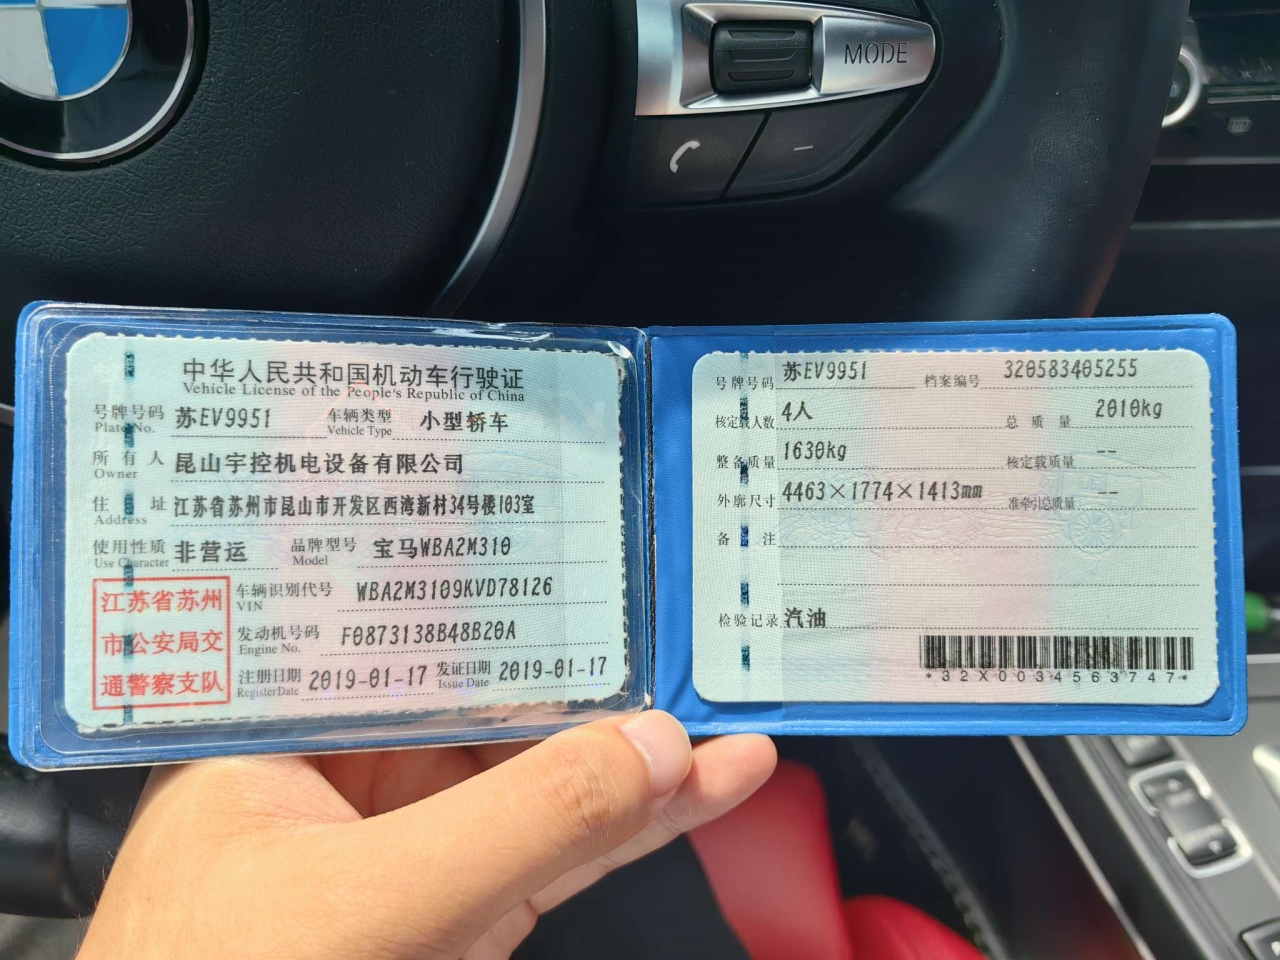 MODE
中华人民共和国机动车行驶证
Vehicle License of the People's Republic of China
号牌号码 苏EV9951 车辆类型 小型轿车
Plate No. Vehicle Type
所有人 昆山宇控机电设备有限公司
Owner
住址 江苏省苏州市昆山市开发区西湾新村34号楼103室
Address
使用性质 非营运 品牌型号 宝马WBA2M310
Use Character Model
江苏省苏州
市公安局交
通警察支队
车辆识别代号 WBA2M3109KVD78126
VIN
发动机号码 F0873138B48B20A
Engine No.
注册日期 2019-01-17 发证日期 2019-01-17
Register Date Issue Date
号牌号码 苏EV9951 档案编号 320583405255
核定载人数 4人 总质量 2010kg
整备质量 1630kg 核定载质量 --
外廓尺寸 4463×1774×1413mm 准牵引总质量 --
备注
检验记录 汽油
*32X0034563747*